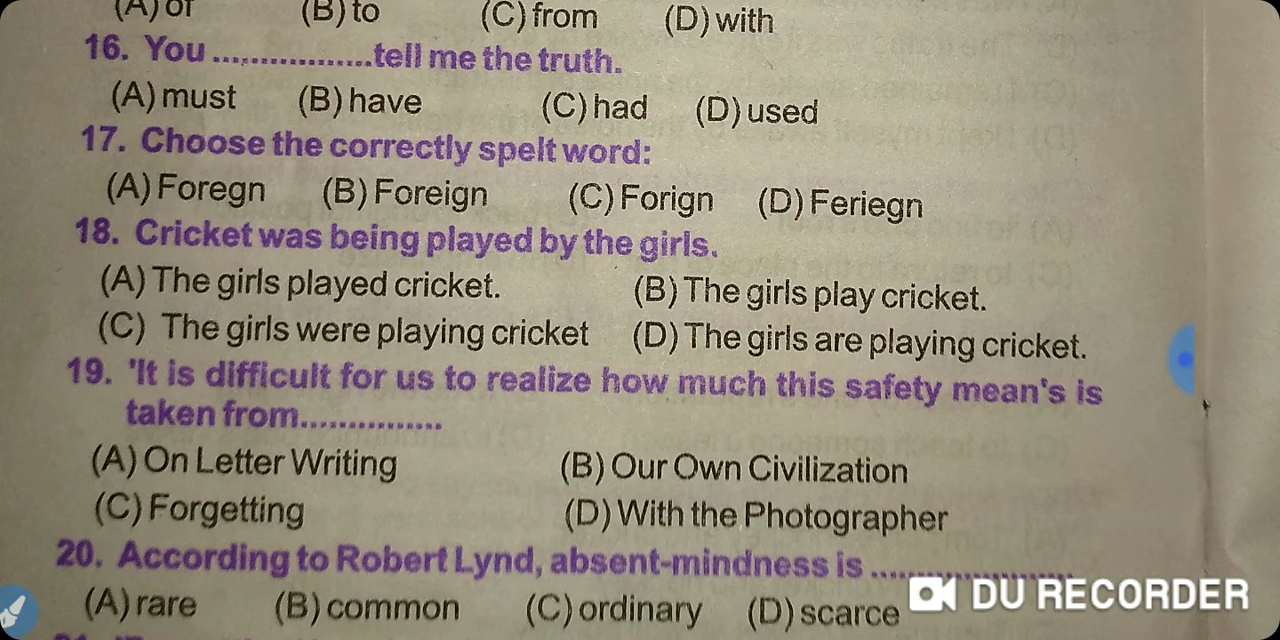 (A) of (B) to (C) from (D) with
16. You ..................tell me the truth.
(A) must (B) have (C) had (D) used
17. Choose the correctly spelt word:
(A) Foregn (B) Foreign (C) Forign (D) Feriegn
18. Cricket was being played by the girls.
(A) The girls played cricket. (B) The girls play cricket.
(C) The girls were playing cricket (D) The girls are playing cricket.
19. 'It is difficult for us to realize how much this safety mean's is
taken from...............
(A) On Letter Writing (B) Our Own Civilization
(C) Forgetting (D) With the Photographer
20. According to Robert Lynd, absent-mindness is ......................
(A) rare (B) common (C) ordinary (D) scarce
DU RECORDER